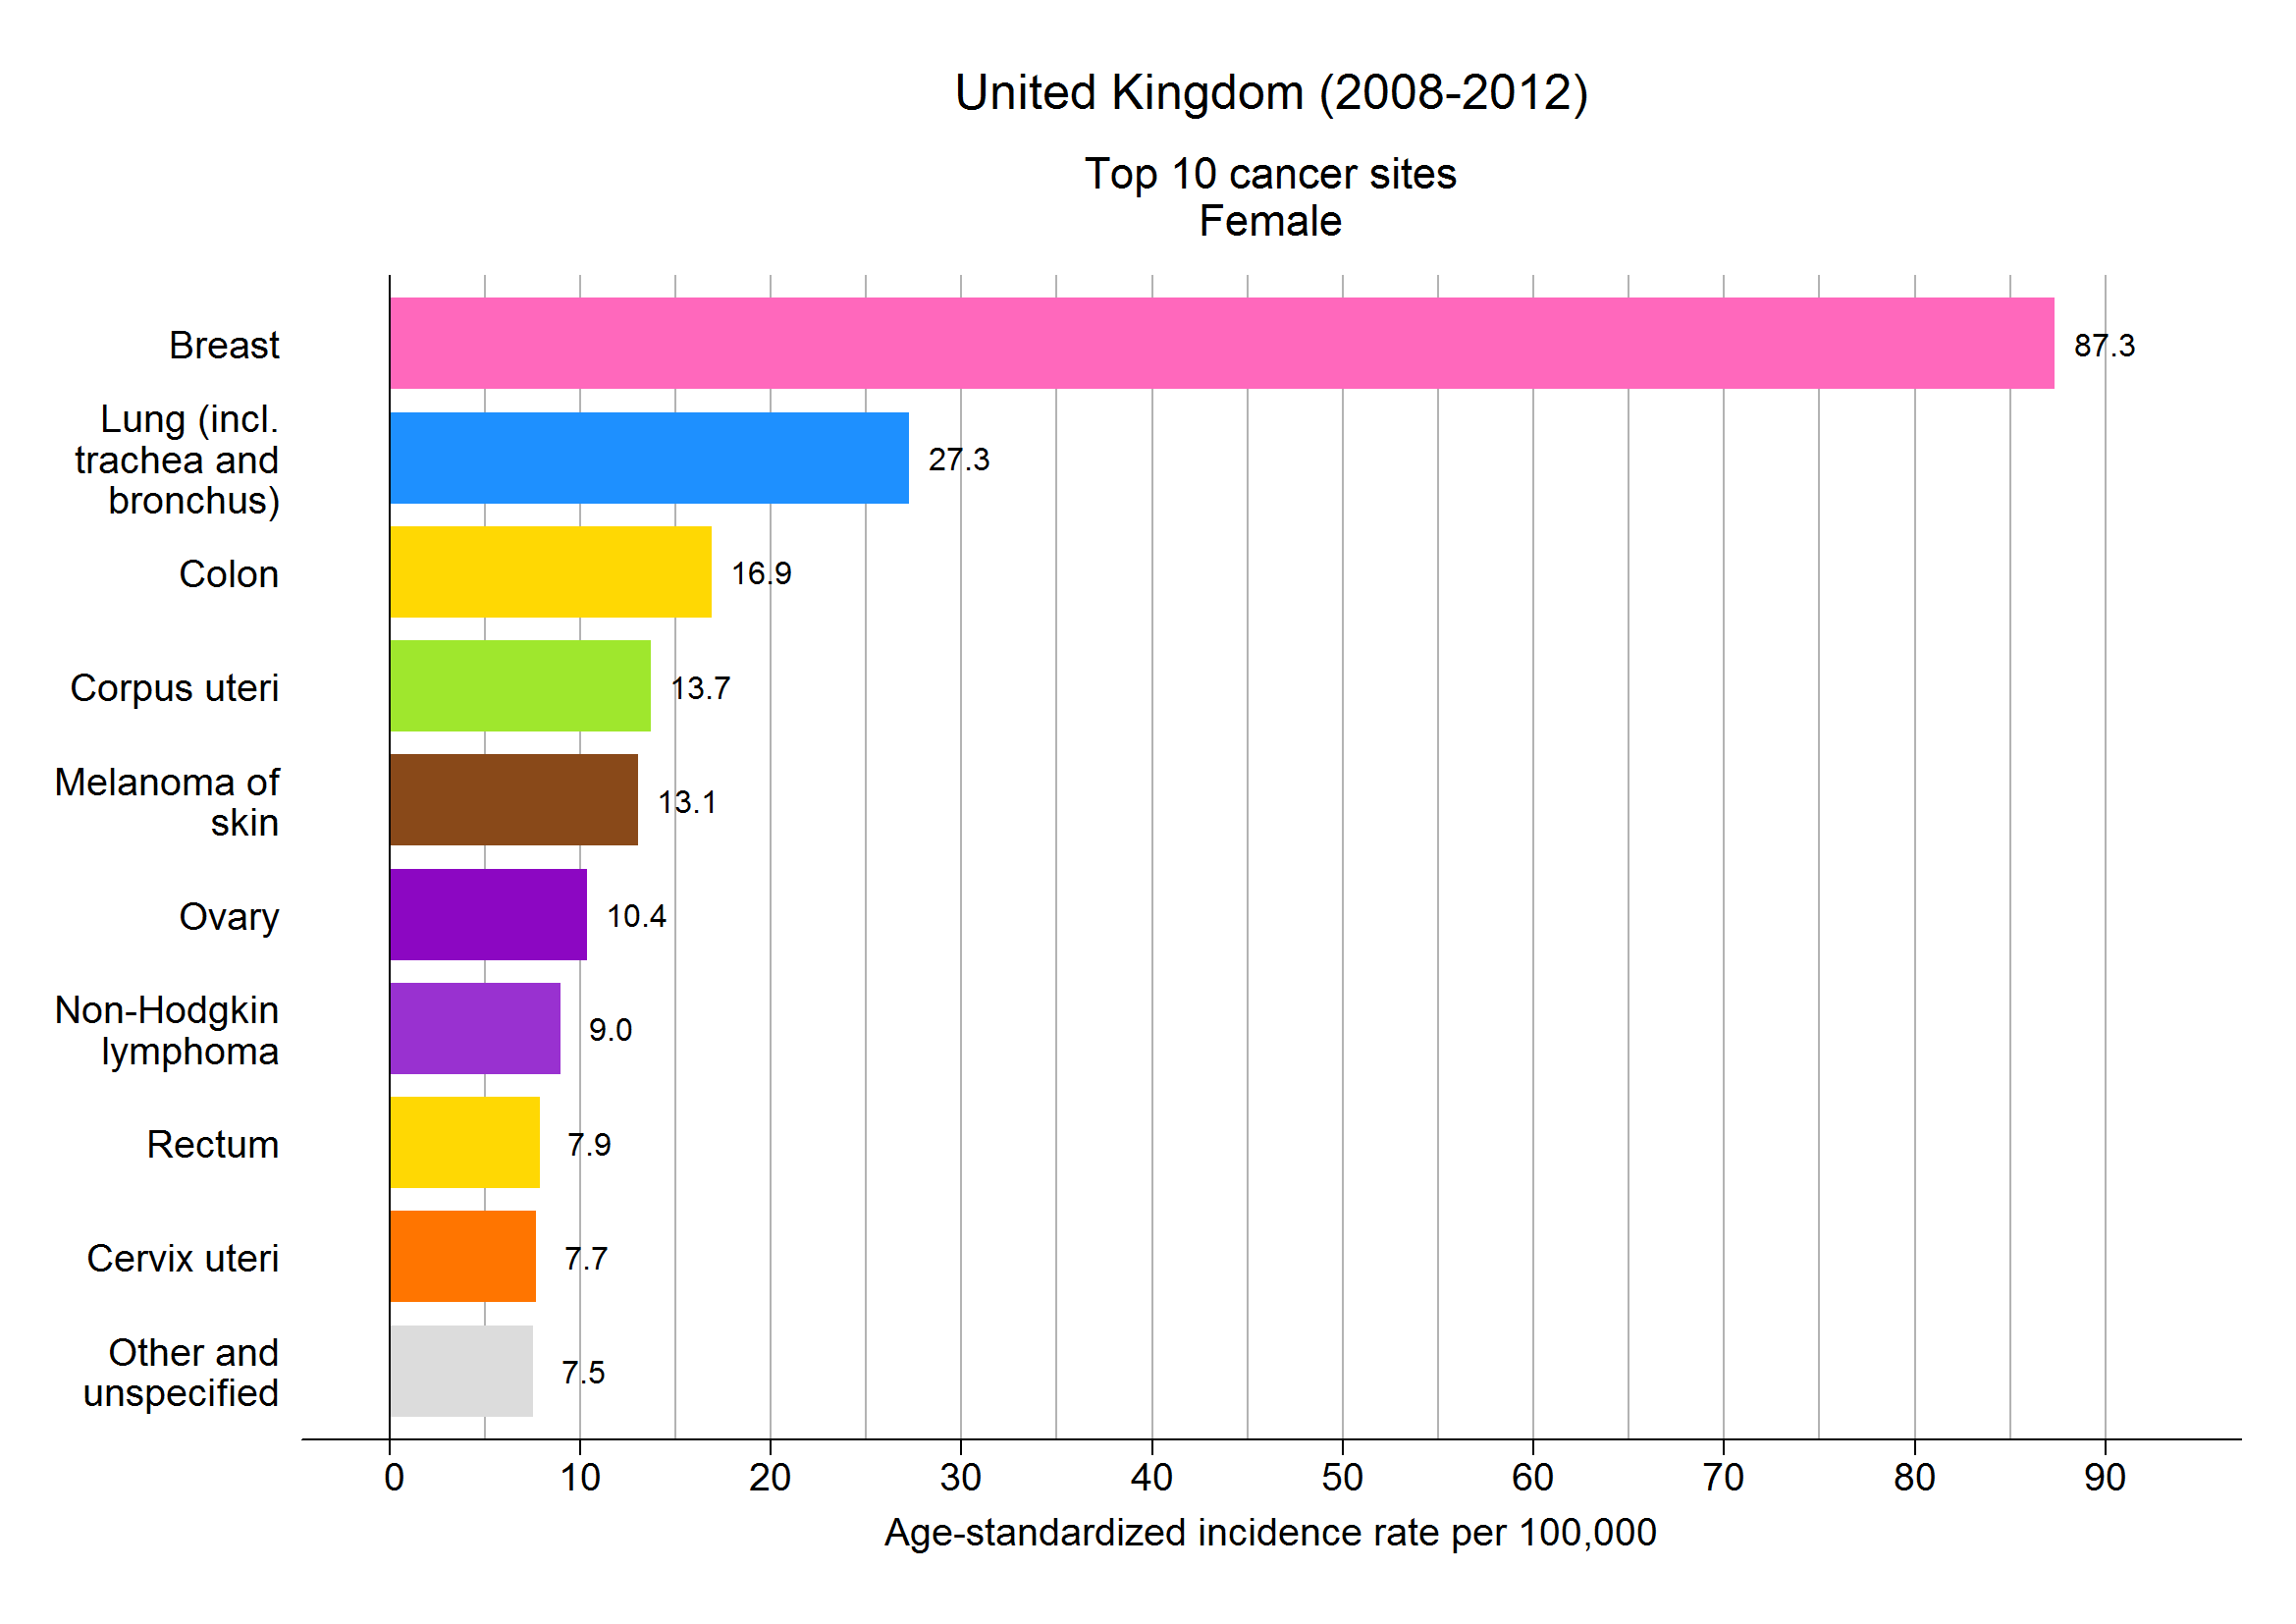 United Kingdom (2008-2012)
Top 10 cancer sites
Female
Breast
87.3
Lung (incl.
trachea and
bronchus)
27.3
Colon
16.9
Corpus uteri
13.7
Melanoma of
skin
13.1
Ovary
10.4
Non-Hodgkin
lymphoma
9.0
Rectum
7.9
Cervix uteri
7.7
Other and
unspecified
7.5
0 10 20 30 40 50 60 70 80 90
Age-standardized incidence rate per 100,000